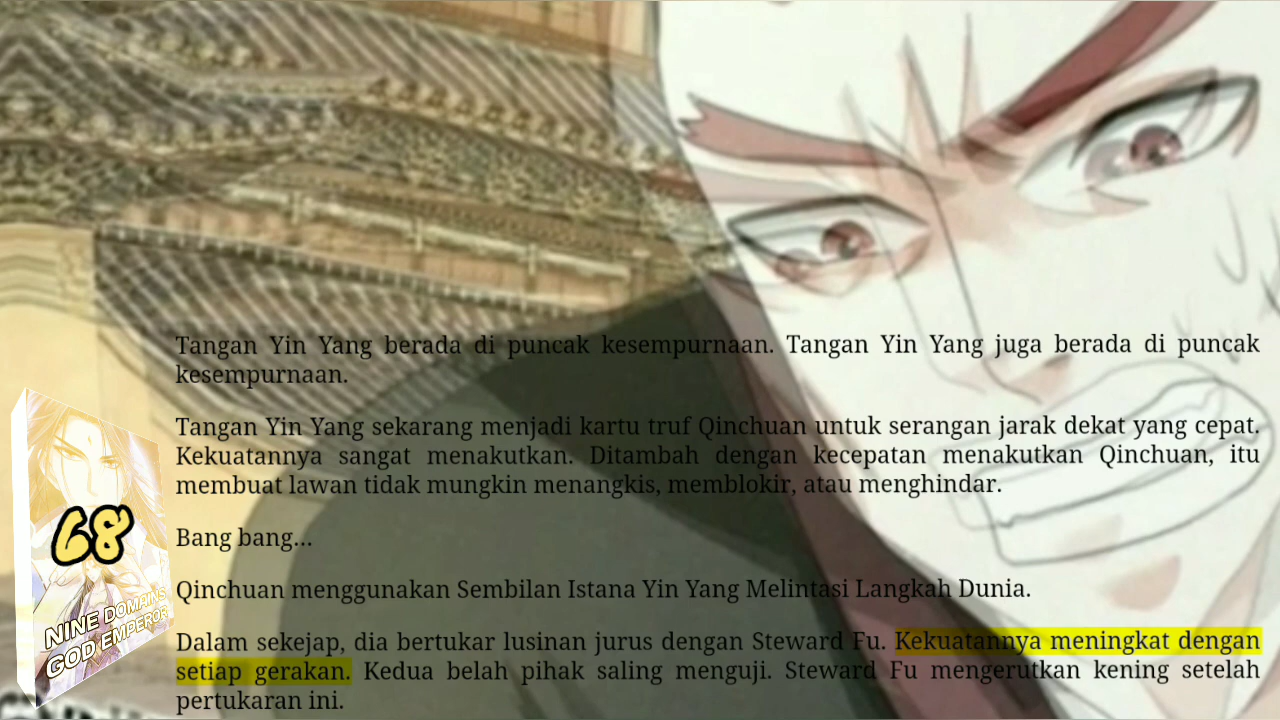 Tangan Yin Yang berada di puncak kesempurnaan. Tangan Yin Yang juga berada di puncak
kesempurnaan.
Tangan Yin Yang sekarang menjadi kartu truf Qinchuan untuk serangan jarak dekat yang cepat.
Kekuatannya sangat menakutkan. Ditambah dengan kecepatan menakutkan Qinchuan, itu
membuat lawan tidak mungkin menangkis, memblokir, atau menghindar.
Bang bang...
Qinchuan menggunakan Sembilan Istana Yin Yang Melintasi Langkah Dunia.
Dalam sekejap, dia bertukar lusinan jurus dengan Steward Fu. Kekuatannya meningkat dengan
setiap gerakan. Kedua belah pihak saling menguji. Steward Fu mengerutkan kening setelah
pertukaran ini.
68
NINE DOMAINS
GOD EMPEROR